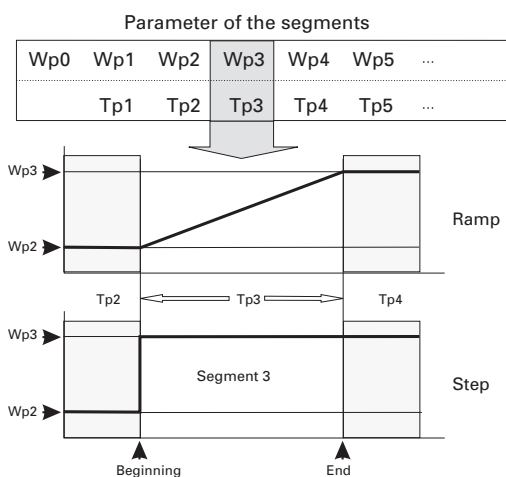 Parameter of the segments
Wp0 Wp1 Wp2 Wp3 Wp4 Wp5 ...
Tp1 Tp2 Tp3 Tp4 Tp5 ...
Wp3
Ramp
Wp2
Tp2 Tp3 Tp4
Wp3
Segment 3
Step
Wp2
Beginning End